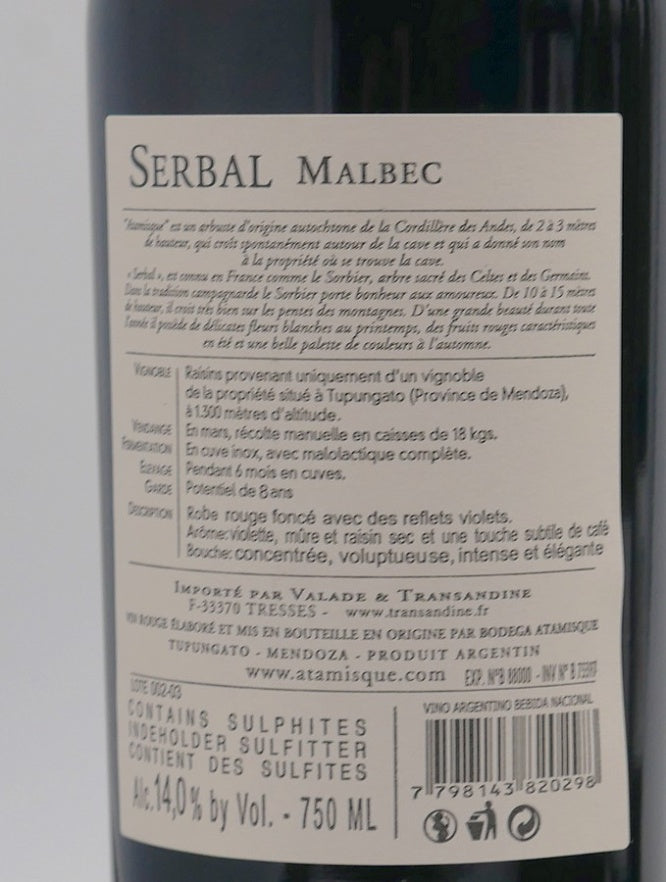 SERBAL MALBEC
"Atamisque" est un arbuste d'origine autochtone de la Cordillère des Andes, de 2 à 3 mètres
de hauteur, qui croît spontanément autour de la cave et qui a donné son nom
à la propriété où se trouve la cave.
« Serbal », est connu en France comme le Sorbier, arbre sacré des Celtes et des Germains.
Dans la tradition campagnarde le Sorbier porte bonheur aux amoureux. De 10 à 15 mètres
de hauteur, il croit très bien sur les pentes des montagnes. D'une grande beauté durant toute
l'année il possède de délicates fleurs blanches au printemps, des fruits rouges caractéristiques
en été et une belle palette de couleurs à l'automne.
VIGNOBLE Raisins provenant uniquement d'un vignoble
de la propriété situé à Tupungato (Province de Mendoza),
à 1.300 mètres d'altitude.
VENDANGE En mars, récolte manuelle en caisses de 18 kgs.
FERMENTATION En cuve inox, avec malolactique complète.
ELEVAGE Pendant 6 mois en cuves.
GARDE Potentiel de 8 ans
DESCRIPTION Robe rouge foncé avec des reflets violets.
Arôme: violette, mûre et raisin sec et une touche subtile de café
Bouche: concentrée, voluptueuse, intense et élégante
IMPORTÉ PAR VALADE & TRANSANDINE
F-33370 TRESSES - www.transandine.fr
VIN ROUGE ÉLABORÉ ET MIS EN BOUTEILLE EN ORIGINE PAR BODEGA ATAMISQUE
TUPUNGATO - MENDOZA - PRODUIT ARGENTIN
www.atamisque.com EXP. N°B 88000 - INV N°
LOTE 002-03
CONTAINS SULPHITES
INDEHOLDER SULFITTER
CONTIENT DES SULFITES
Alc. 14,0 % by Vol. - 750 ML
VINO ARGENTINO BEBIDA NACIONAL
7 798143 820298